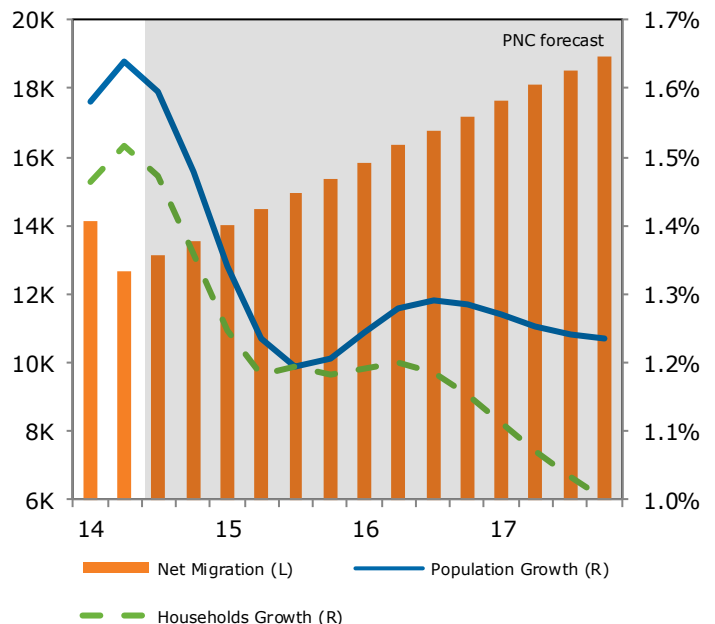 20K 1.7%
PNC forecast
18K 1.6%
16K 1.5%
14K 1.4%
12K 1.3%
10K 1.2%
8K 1.1%
6K 1.0%
14 15 16 17
Net Migration (L) Population Growth (R)
Households Growth (R)